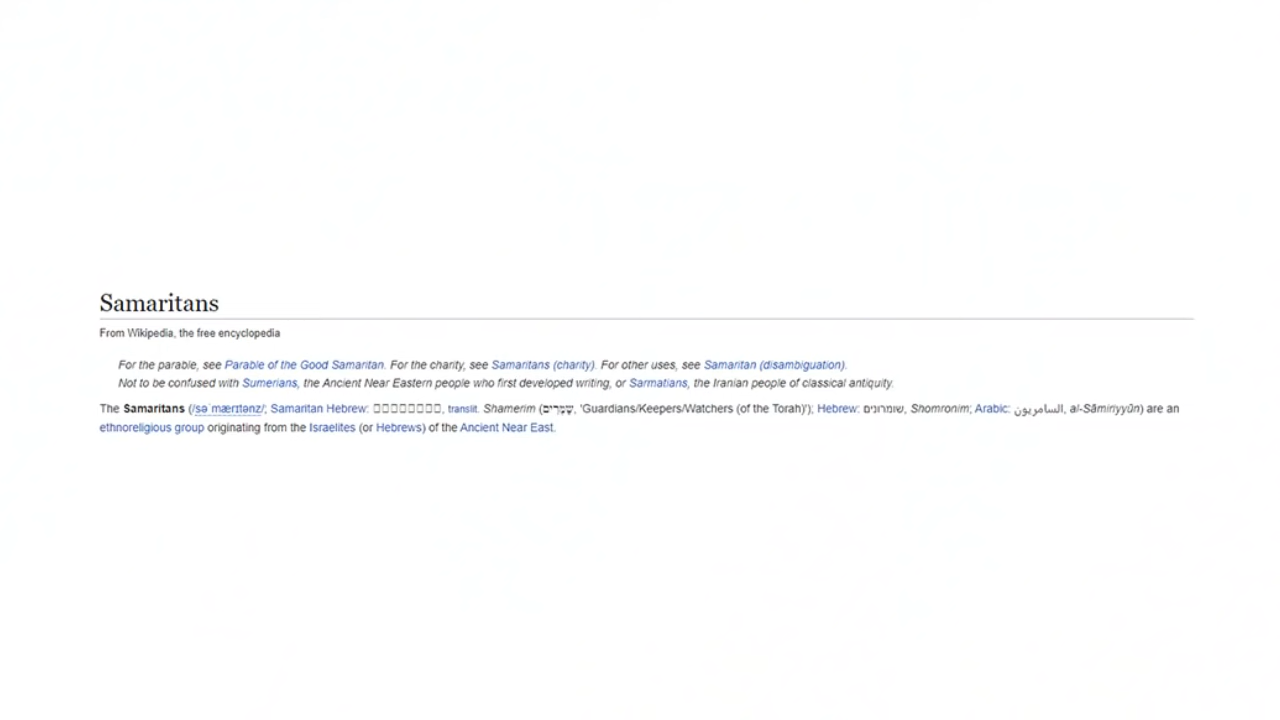 Samaritans
From Wikipedia, the free encyclopedia
For the parable, see Parable of the Good Samaritan. For the charity, see Samaritans (charity). For other uses, see Samaritan (disambiguation).
Not to be confused with Sumerians, the Ancient Near Eastern people who first developed writing, or Sarmatians, the Iranian people of classical antiquity.
The Samaritans (/səˈmærɪtənz/; Samaritan Hebrew: □□□□□□□□, translit. Shamerim (שָמֵרִים, 'Guardians/Keepers/Watchers (of the Torah)'); Hebrew: שומרונים, Shomronim; Arabic: السامريون, al-Sāmiriyyūn) are an
ethnoreligious group originating from the Israelites (or Hebrews) of the Ancient Near East.